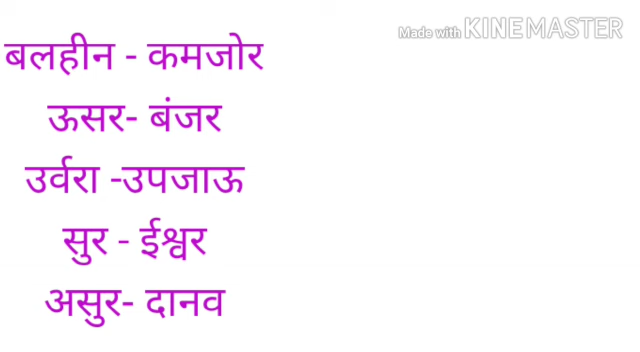 Made with KINEMASTER
बलहीन - कमजोर
ऊसर- बंजर
उर्वरा -उपजाऊ
सुर - ईश्वर
असुर- दानव